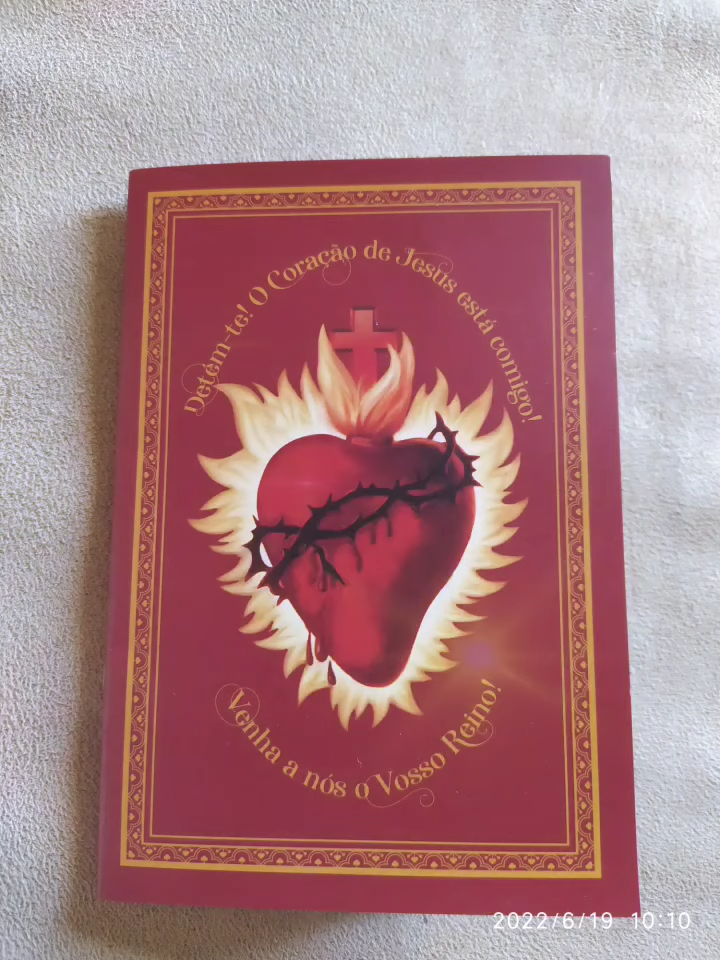 Detém-te! O Coração de Jesus está comigo!
Venha a nós o Vosso Reino!
2022/6/19 10:10